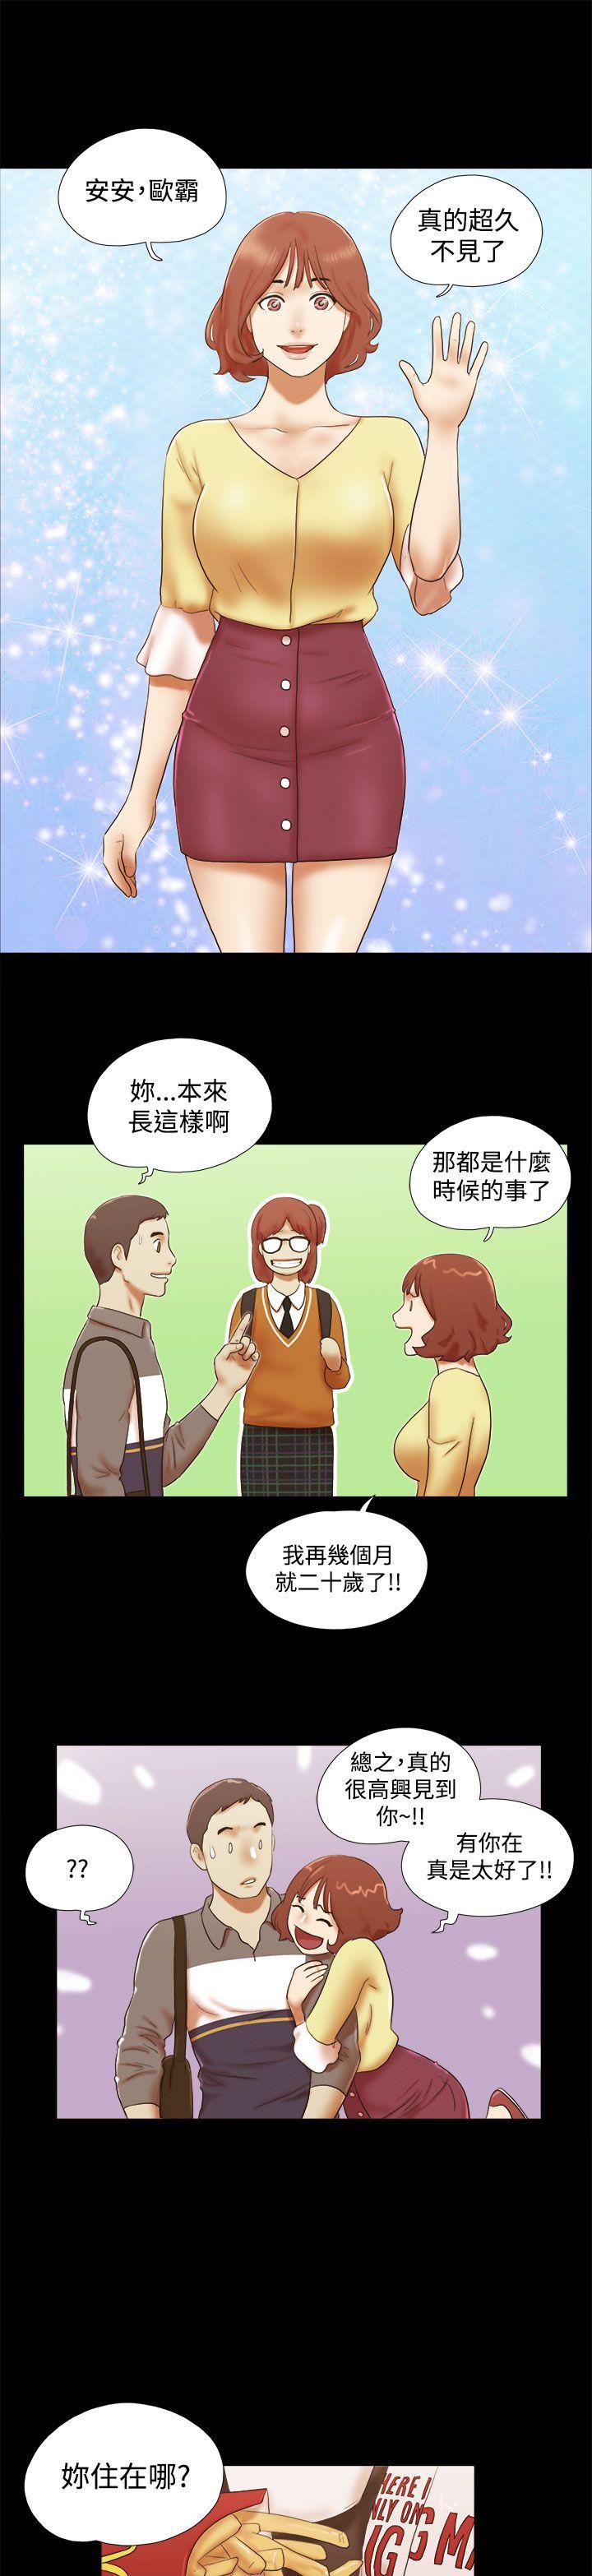 安安，歐霸
真的超久
不見了
妳…本來
長這樣啊
那都是什麼
時候的事了
我再幾個月
就二十歲了!!
總之，真的
很高興見到
你~!!
??
有你在
真是太好了!!
妳住在哪?
HERE I
NLY ON